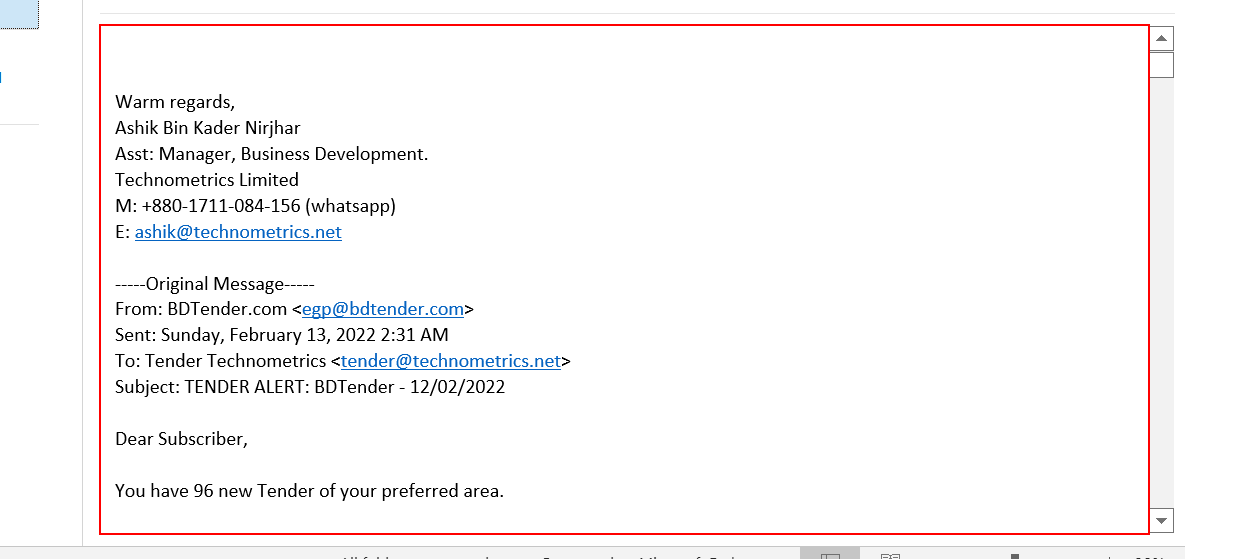 Warm regards,
Ashik Bin Kader Nirjhar
Asst: Manager, Business Development.
Technometrics Limited
M: +880-1711-084-156 (whatsapp)
E: ashik@technometrics.net
-----Original Message-----
From: BDTender.com <egp@bdtender.com>
Sent: Sunday, February 13, 2022 2:31 AM
To: Tender Technometrics <tender@technometrics.net>
Subject: TENDER ALERT: BDTender - 12/02/2022
Dear Subscriber,
You have 96 new Tender of your preferred area.